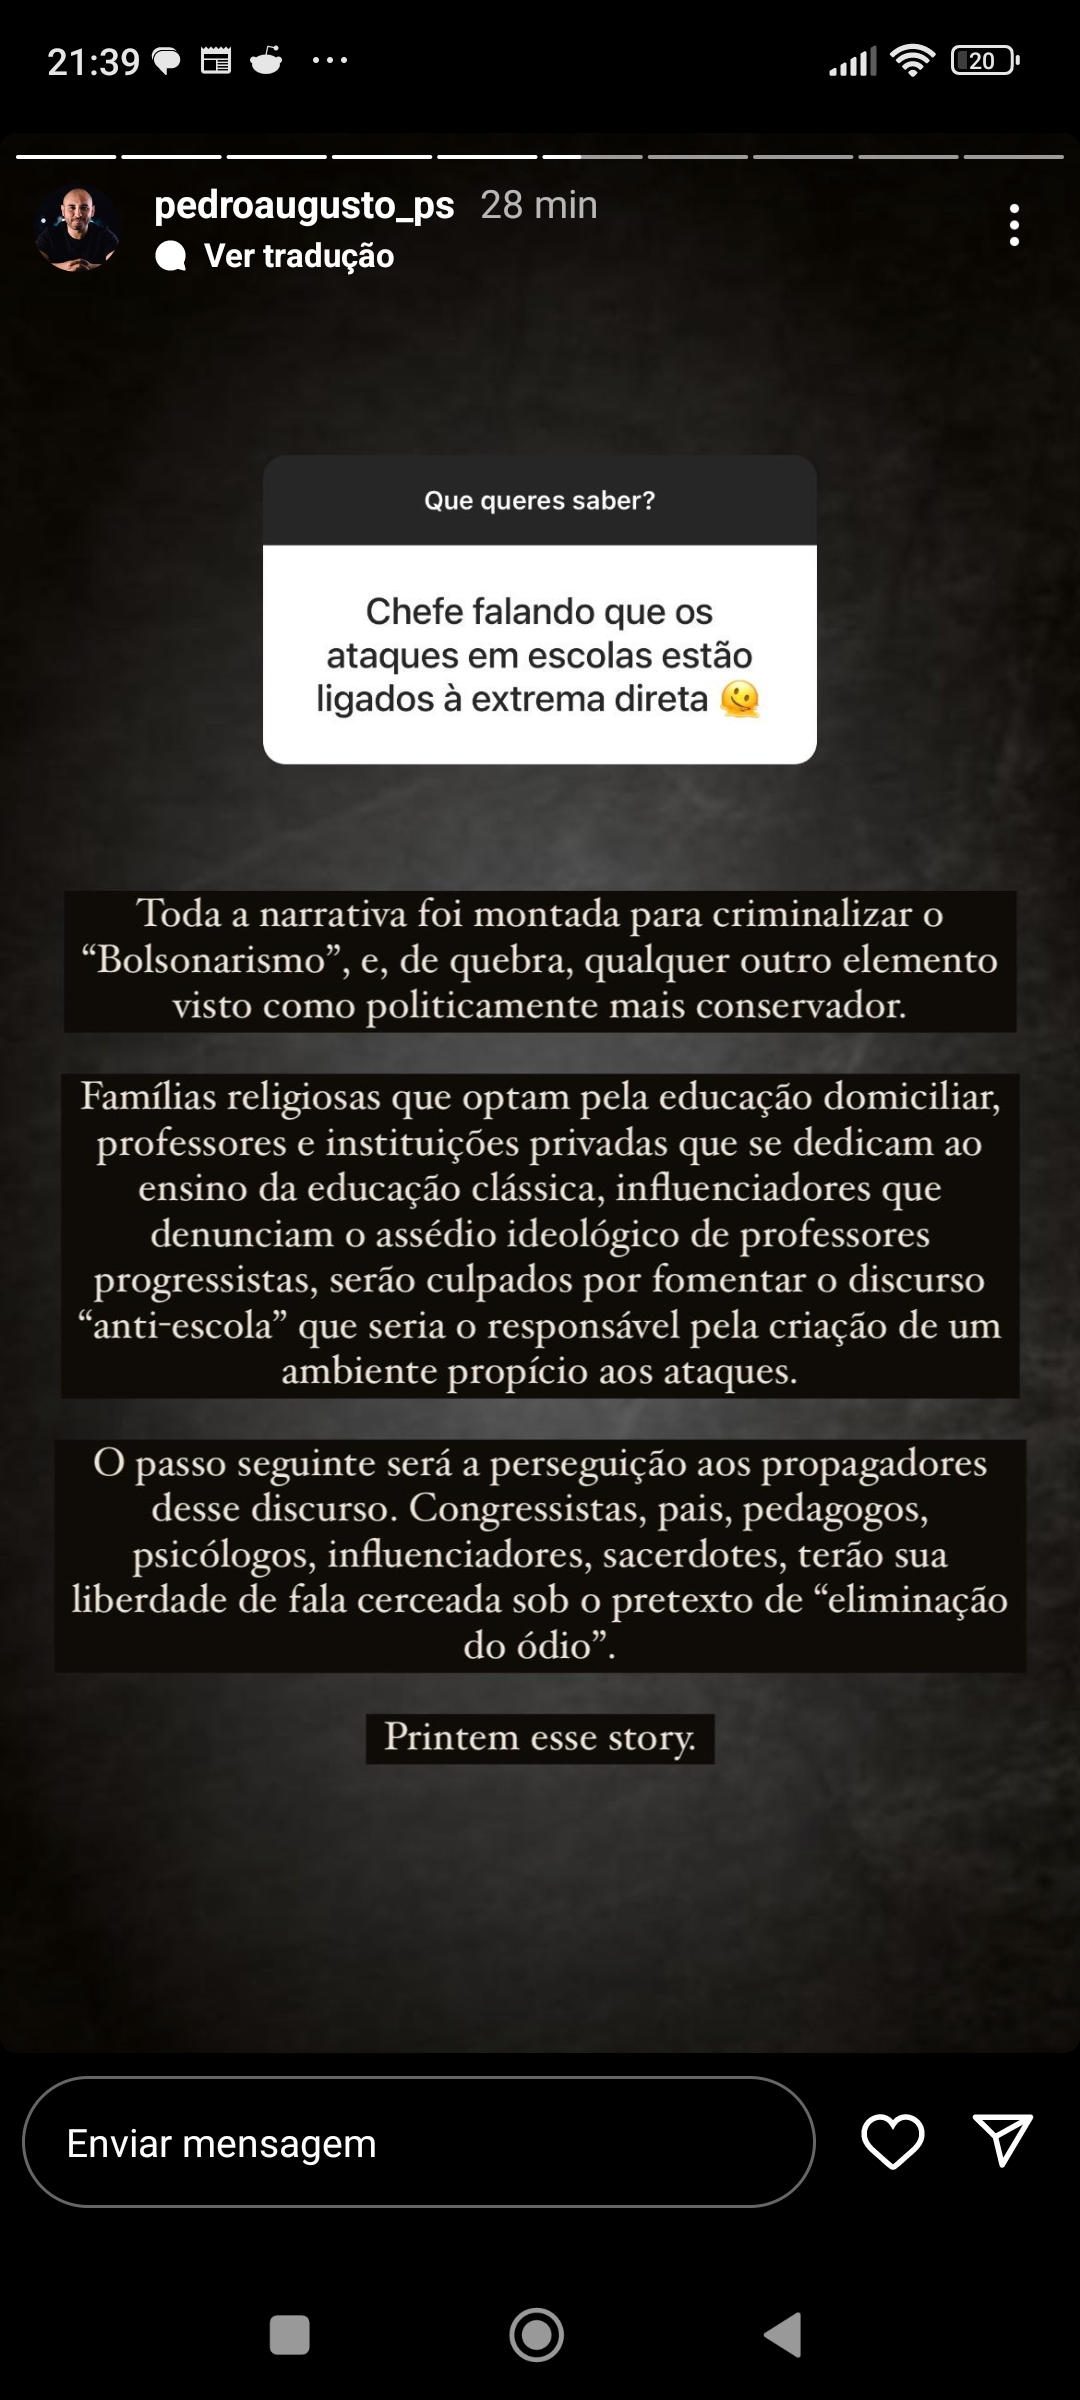 21:39
20
pedroaugusto_ps 28 min
Ver tradução
Que queres saber?
Chefe falando que os
ataques em escolas estão
ligados à extrema direta 🫠
Toda a narrativa foi montada para criminalizar o
“Bolsonarismo”, e, de quebra, qualquer outro elemento
visto como politicamente mais conservador.
Famílias religiosas que optam pela educação domiciliar,
professores e instituições privadas que se dedicam ao
ensino da educação clássica, influenciadores que
denunciam o assédio ideológico de professores
progressistas, serão culpados por fomentar o discurso
“anti-escola” que seria o responsável pela criação de um
ambiente propício aos ataques.
O passo seguinte será a perseguição aos propagadores
desse discurso. Congressistas, pais, pedagogos,
psicólogos, influenciadores, sacerdotes, terão sua
liberdade de fala cerceada sob o pretexto de “eliminação
do ódio”.
Printem esse story.
Enviar mensagem